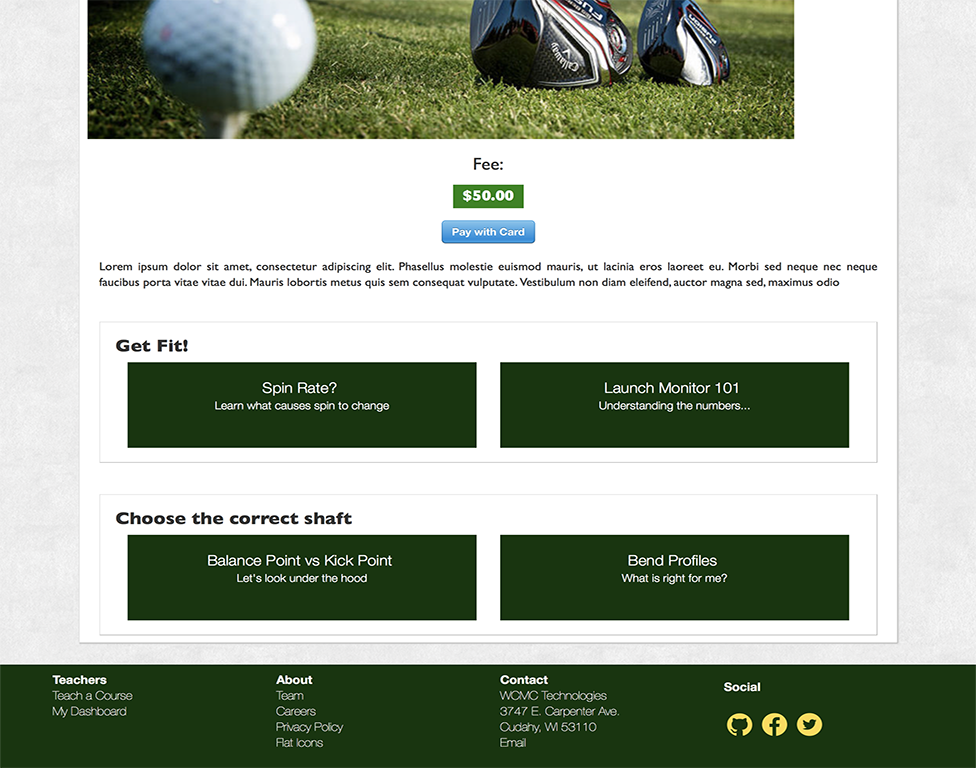 Callaway
FUSION
Fee:
$50.00
Pay with Card
Lorem ipsum dolor sit amet, consectetur adipiscing elit. Phasellus molestie euismod mauris, ut lacinia eros laoreet eu. Morbi sed neque nec neque
faucibus porta vitae vitae dui. Mauris lobortis metus quis sem consequat vulputate. Vestibulum non diam eleifend, auctor magna sed, maximus odio
Get Fit!
Spin Rate?
Learn what causes spin to change
Launch Monitor 101
Understanding the numbers...
Choose the correct shaft
Balance Point vs Kick Point
Let's look under the hood
Bend Profiles
What is right for me?
Teachers
Teach a Course
My Dashboard
About
Team
Careers
Privacy Policy
Flat Icons
Contact
WCMC Technologies
3747 E. Carpenter Ave.
Cudahy, WI 53110
Email
Social